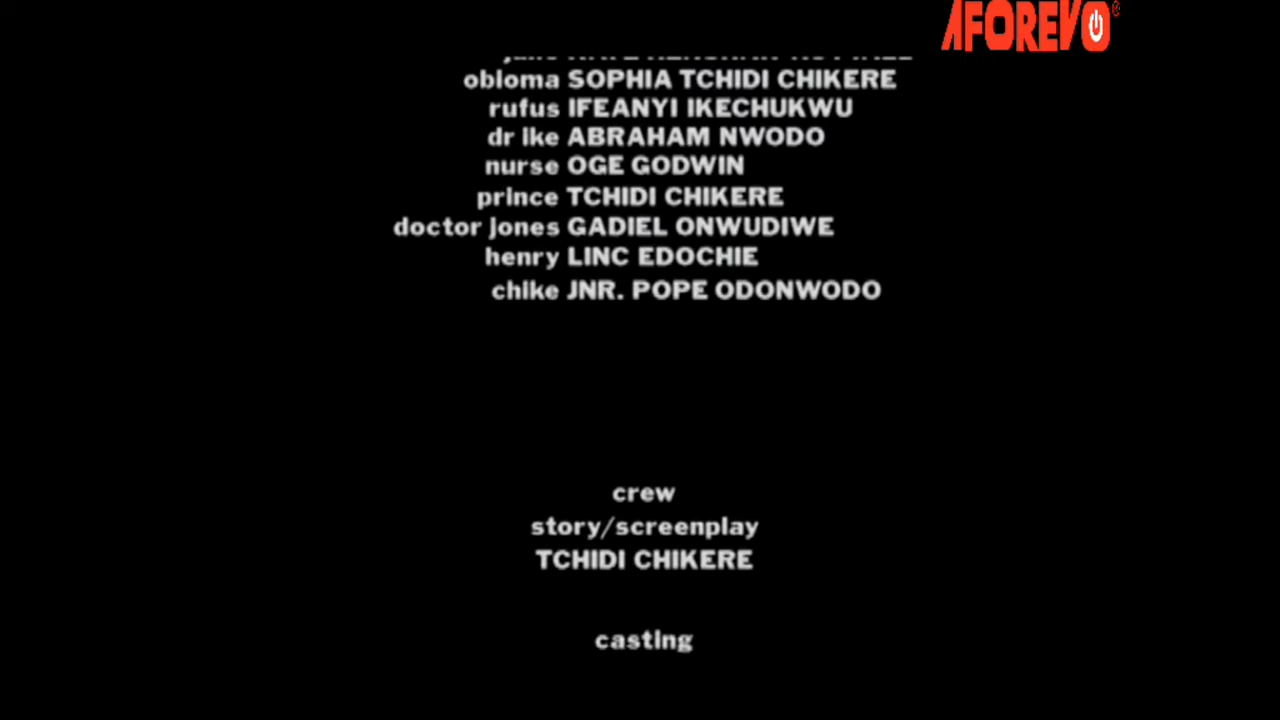 AFOREVO®
obioma SOPHIA TCHIDI CHIKERE
rufus IFEANYI IKECHUKWU
dr ike ABRAHAM NWODO
nurse OGE GODWIN
prince TCHIDI CHIKERE
doctor jones GADIEL ONWUDIWE
henry LINC EDOCHIE
chike JNR. POPE ODONWODO
crew
story/screenplay
TCHIDI CHIKERE
casting